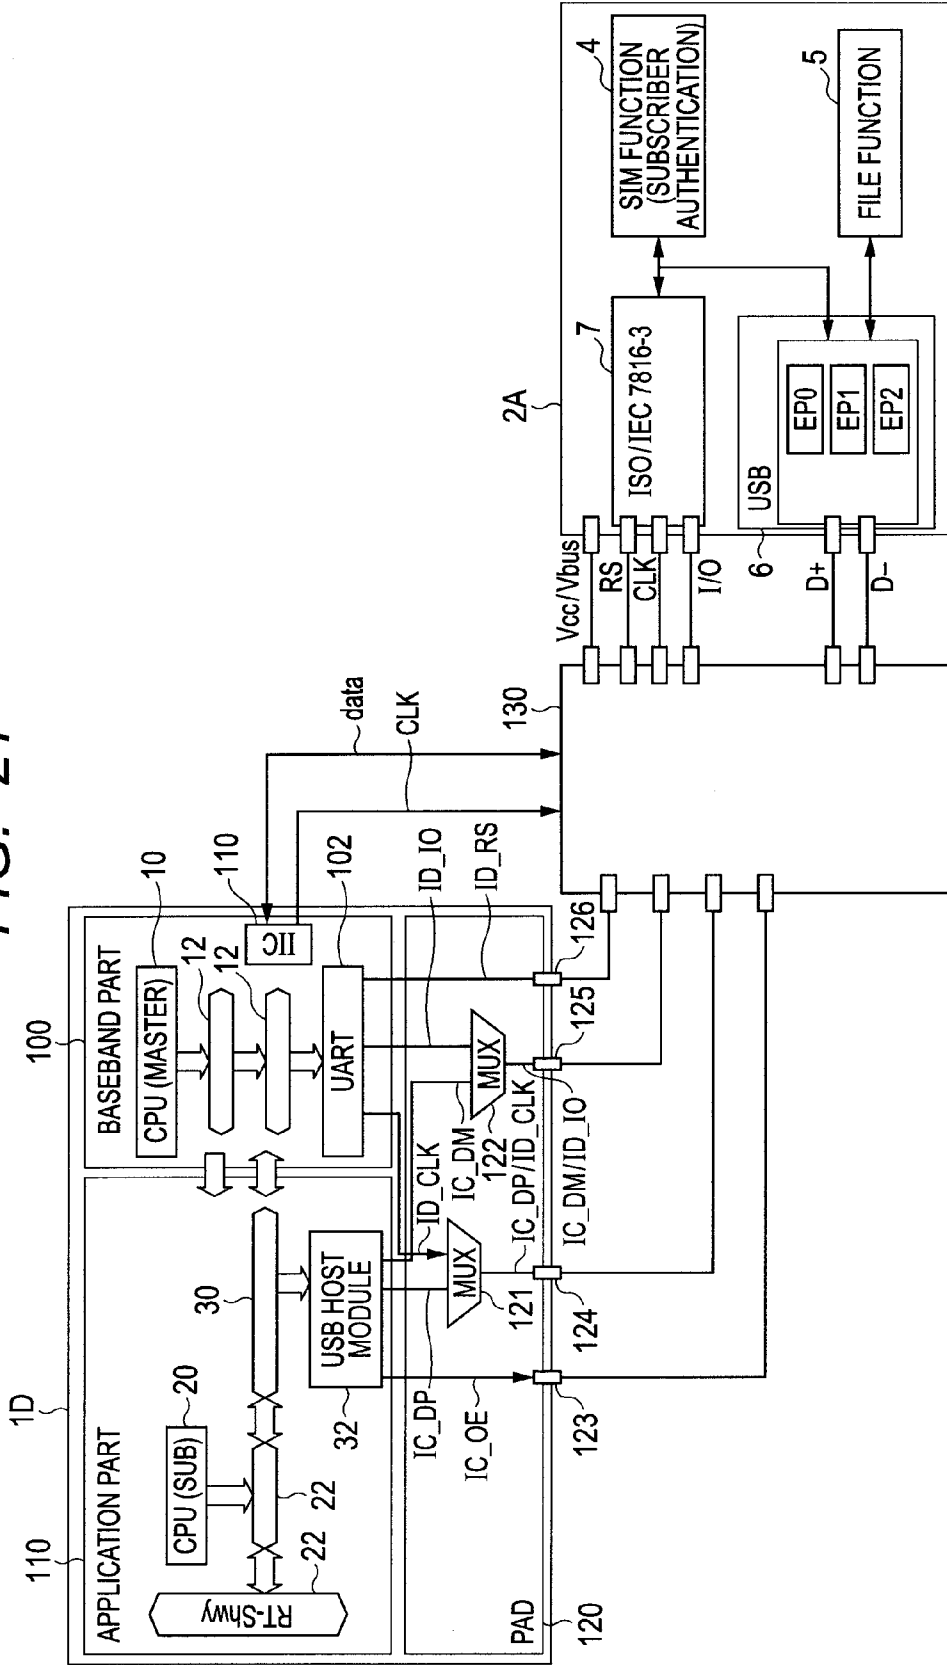 1D
110
APPLICATION PART
100
BASEBAND PART
CPU (MASTER)
10
12
12
110
IIC
data
CLK
20
CPU (SUB)
30
22
22
RT-Shwy
UART
102
USB HOST
MODULE
32
ID_IO
ID_RS
ID_CLK
IC_DM
IC_DP
IC_OE
MUX
121
MUX
122
IC_DP/ID_CLK
IC_DM/ID_IO
PAD
120
123
124
125
126
130
Vcc/Vbus
RS
CLK
I/O
D+
D−
2A
7
ISO/IEC 7816-3
4
SIM FUNCTION
(SUBSCRIBER
AUTHENTICATION)
6
USB
EP0
EP1
EP2
5
FILE FUNCTION